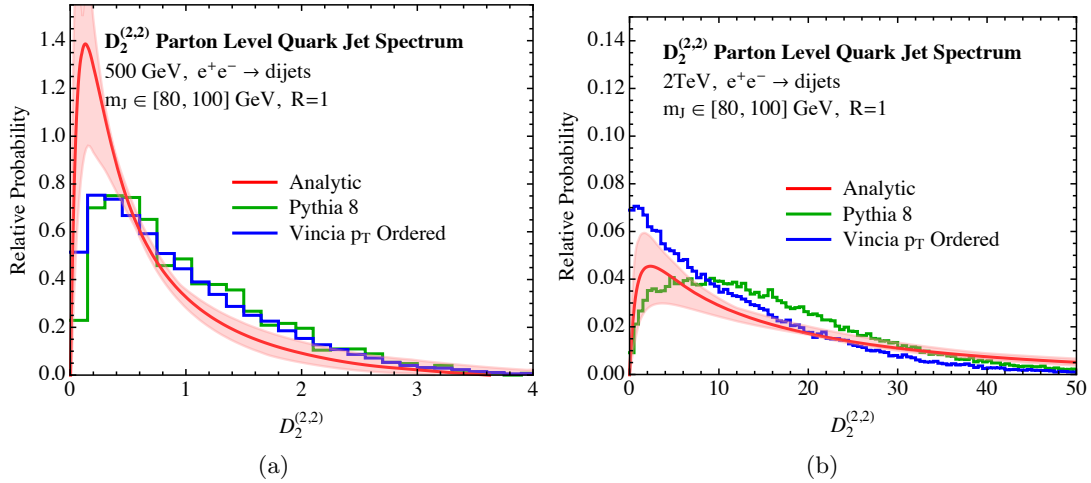 D₂^(2,2) Parton Level Quark Jet Spectrum
500 GeV, e⁺e⁻ → dijets
m_J ∈ [80, 100] GeV, R=1
Analytic
Pythia 8
Vincia p_T Ordered
Relative Probability
1.4
1.2
1.0
0.8
0.6
0.4
0.2
0.0
0 1 2 3 4
D₂^(2,2)
(a)
D₂^(2,2) Parton Level Quark Jet Spectrum
2TeV, e⁺e⁻ → dijets
m_J ∈ [80, 100] GeV, R=1
Analytic
Pythia 8
Vincia p_T Ordered
Relative Probability
0.14
0.12
0.10
0.08
0.06
0.04
0.02
0.00
0 10 20 30 40 50
D₂^(2,2)
(b)